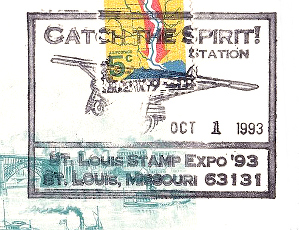 CATCH THE SPIRIT!
STATION
5c
OCT 1 1993
ST. LOUIS STAMP EXPO '93
ST. LOUIS, MISSOURI 63131